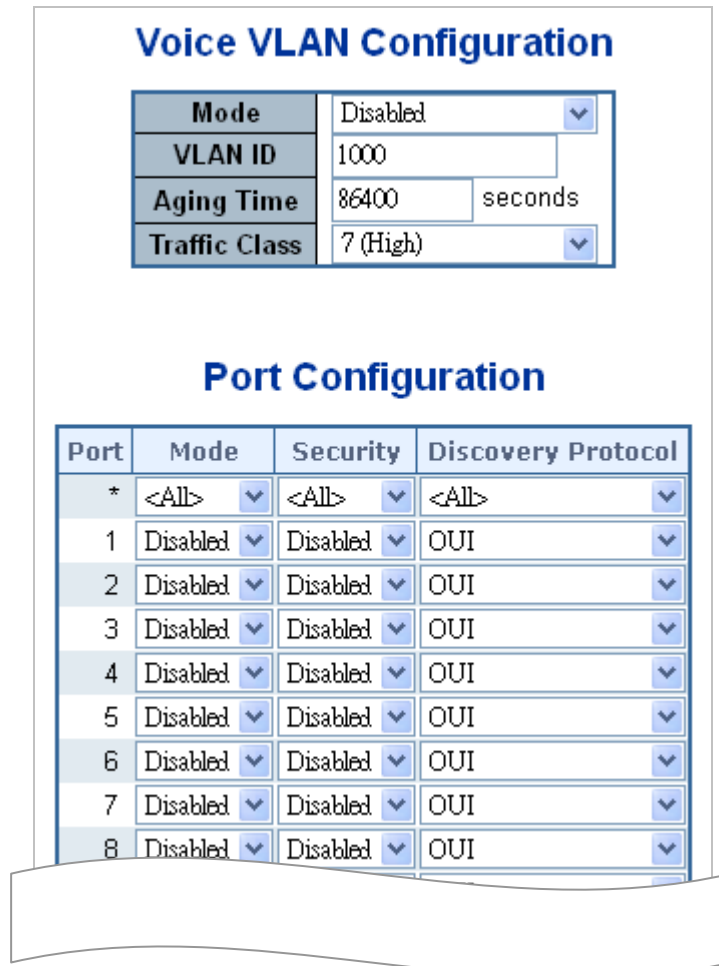 Voice VLAN Configuration
Mode Disabled
VLAN ID 1000
Aging Time 86400 seconds
Traffic Class 7 (High)
Port Configuration
Port Mode Security Discovery Protocol
* <All> <All> <All>
1 Disabled Disabled OUI
2 Disabled Disabled OUI
3 Disabled Disabled OUI
4 Disabled Disabled OUI
5 Disabled Disabled OUI
6 Disabled Disabled OUI
7 Disabled Disabled OUI
8 Disabled Disabled OUI